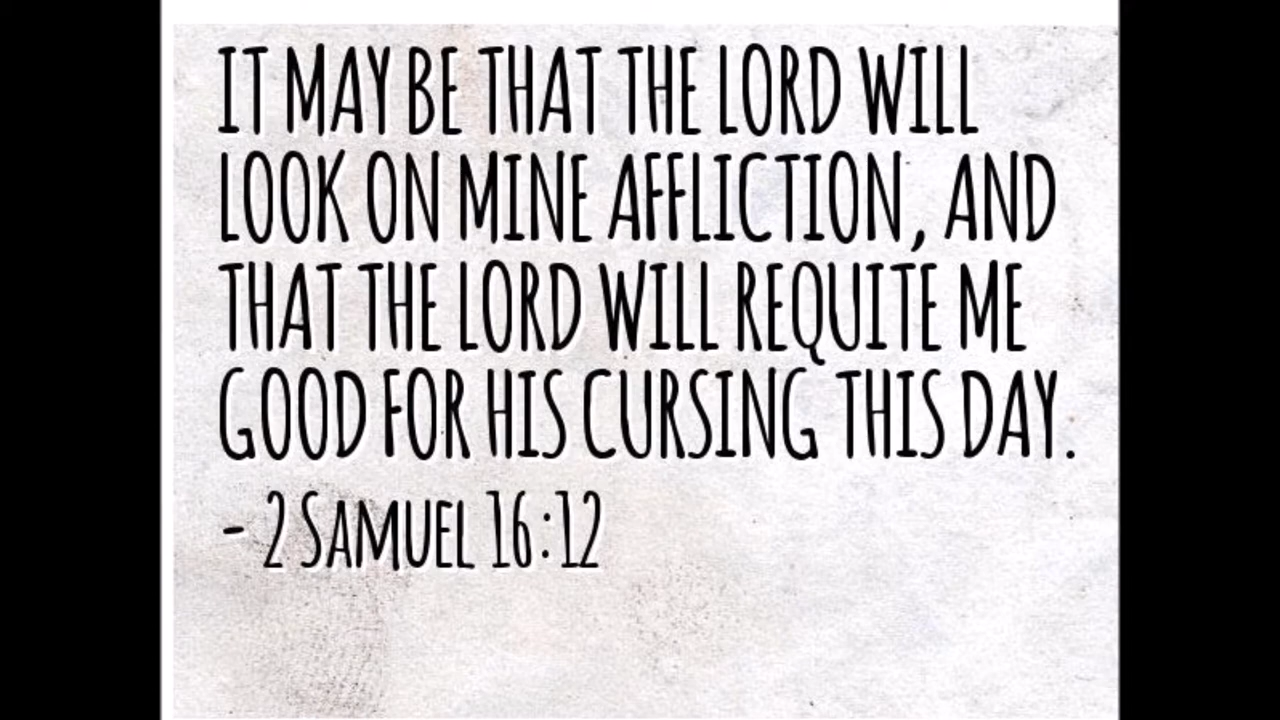 IT MAY BE THAT THE LORD WILL
LOOK ON MINE AFFLICTION, AND
THAT THE LORD WILL REQUITE ME
GOOD FOR HIS CURSING THIS DAY.
- 2 SAMUEL 16:12